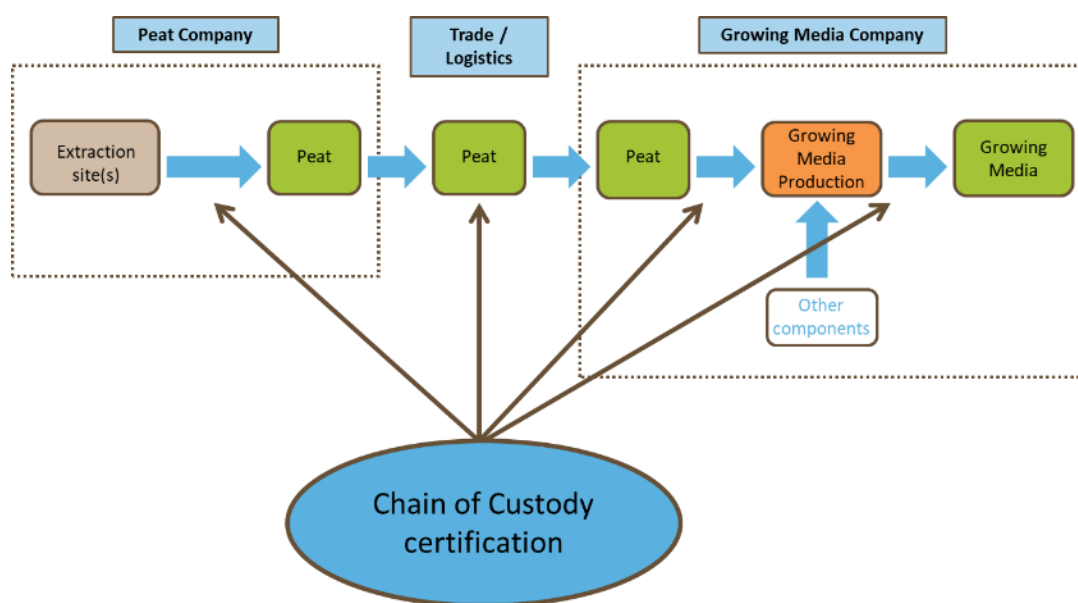 Peat Company
Trade /
Logistics
Growing Media Company
Extraction
site(s)
Peat
Peat
Peat
Growing
Media
Production
Growing
Media
Other
components
Chain of Custody
certification